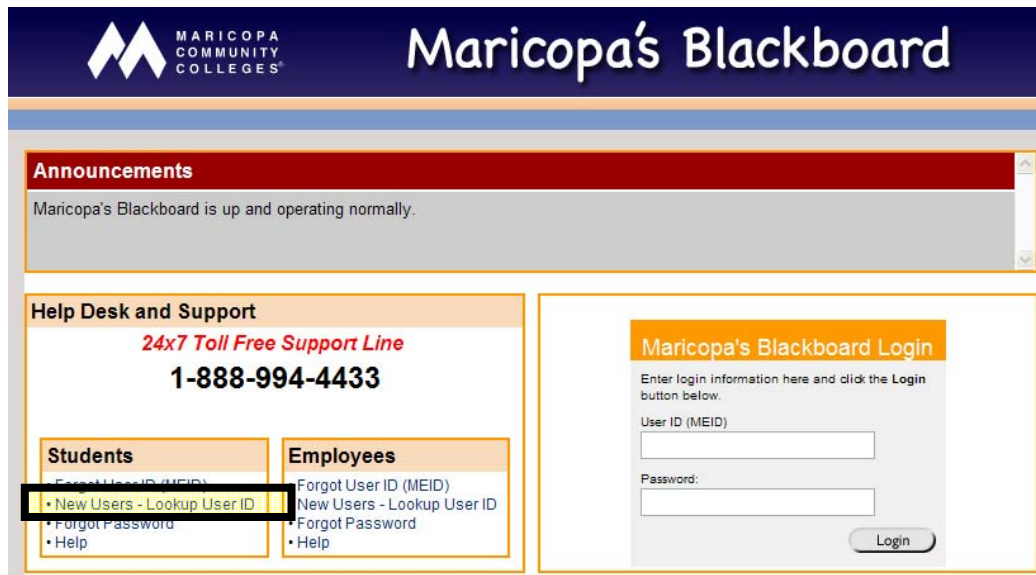 MARICOPA
COMMUNITY
COLLEGES®
Maricopa's Blackboard
Announcements
Maricopa's Blackboard is up and operating normally.
Help Desk and Support
24x7 Toll Free Support Line
1-888-994-4433
Students
• Forgot User ID (MEID)
• New Users - Lookup User ID
• Forgot Password
• Help
Employees
• Forgot User ID (MEID)
New Users - Lookup User ID
• Forgot Password
• Help
Maricopa's Blackboard Login
Enter login information here and click the Login
button below.
User ID (MEID)
Password:
Login